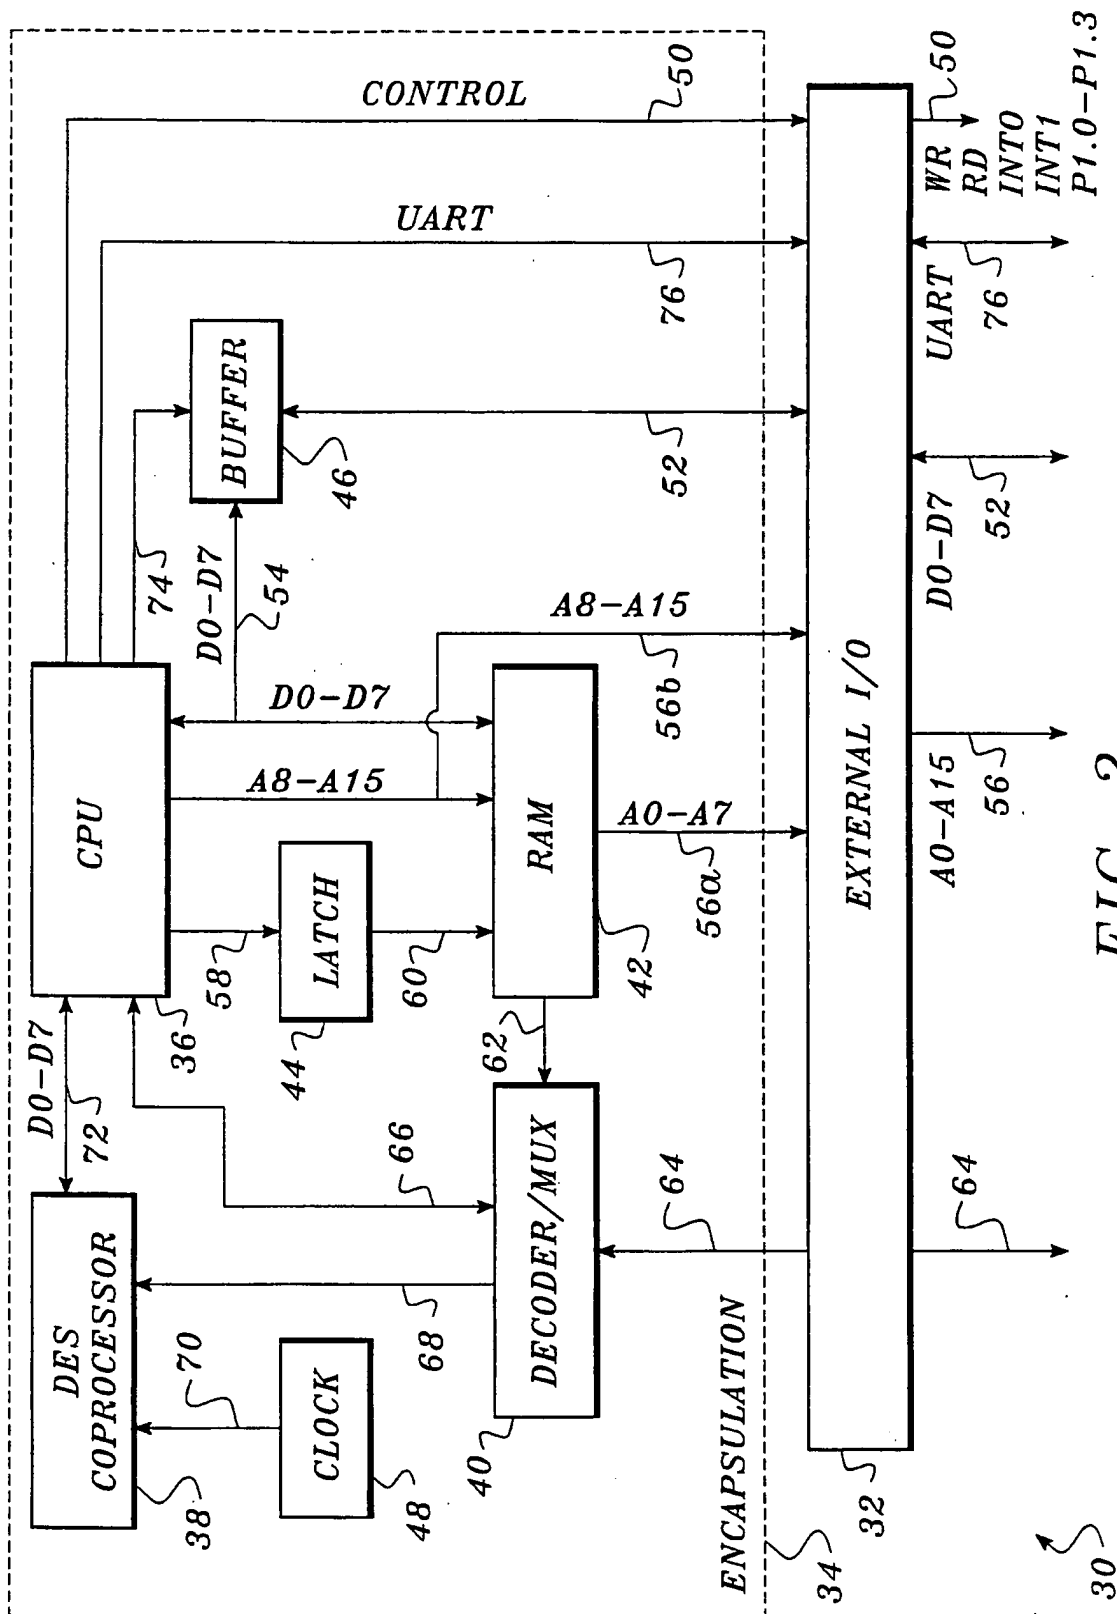 DES
COPROCESSOR
38
D0-D7
72
CPU
36
74
CONTROL
50
UART
76
BUFFER
46
D0-D7
54
52
70
CLOCK
48
68
66
58
LATCH
44
60
A8-A15
D0-D7
A8-A15
56b
DECODER/MUX
40
62
RAM
42
A0-A7
56a
64
ENCAPSULATION
34
EXTERNAL I/O
32
64
A0-A15
56
D0-D7
52
UART
76
WR
RD
INT0
INT1
P1.0-P1.3
50
30